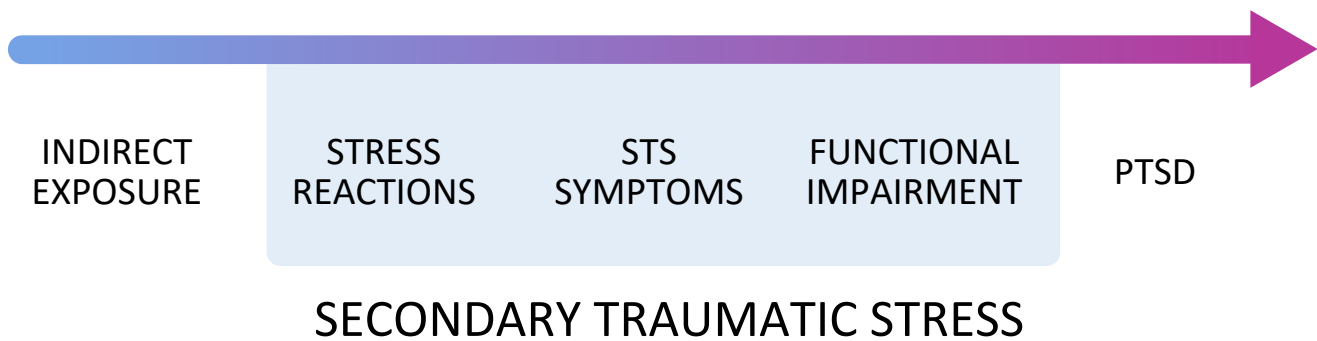 INDIRECT
EXPOSURE
STRESS
REACTIONS
STS
SYMPTOMS
FUNCTIONAL
IMPAIRMENT
PTSD
SECONDARY TRAUMATIC STRESS